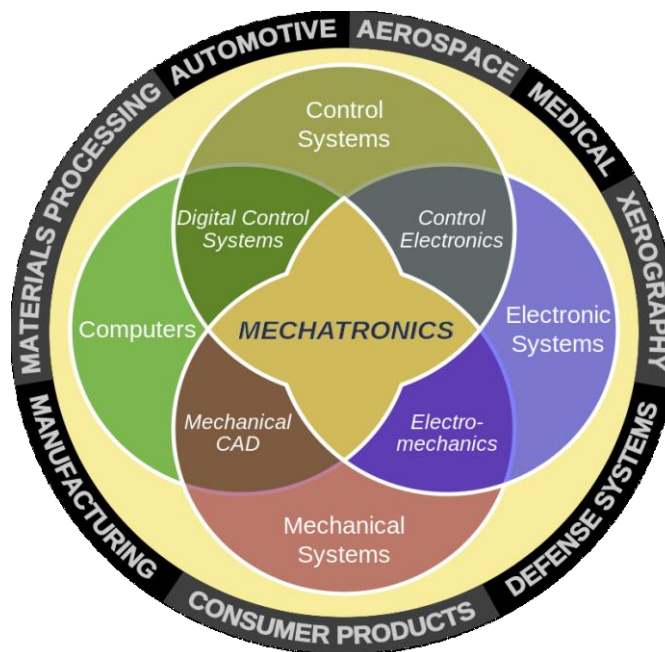 AUTOMOTIVE
AEROSPACE
MEDICAL
XEROGRAPHY
DEFENSE SYSTEMS
CONSUMER PRODUCTS
MANUFACTURING
MATERIALS PROCESSING
Control
Systems
Digital Control
Systems
Control
Electronics
Computers
MECHATRONICS
Electronic
Systems
Mechanical
CAD
Electro-
mechanics
Mechanical
Systems